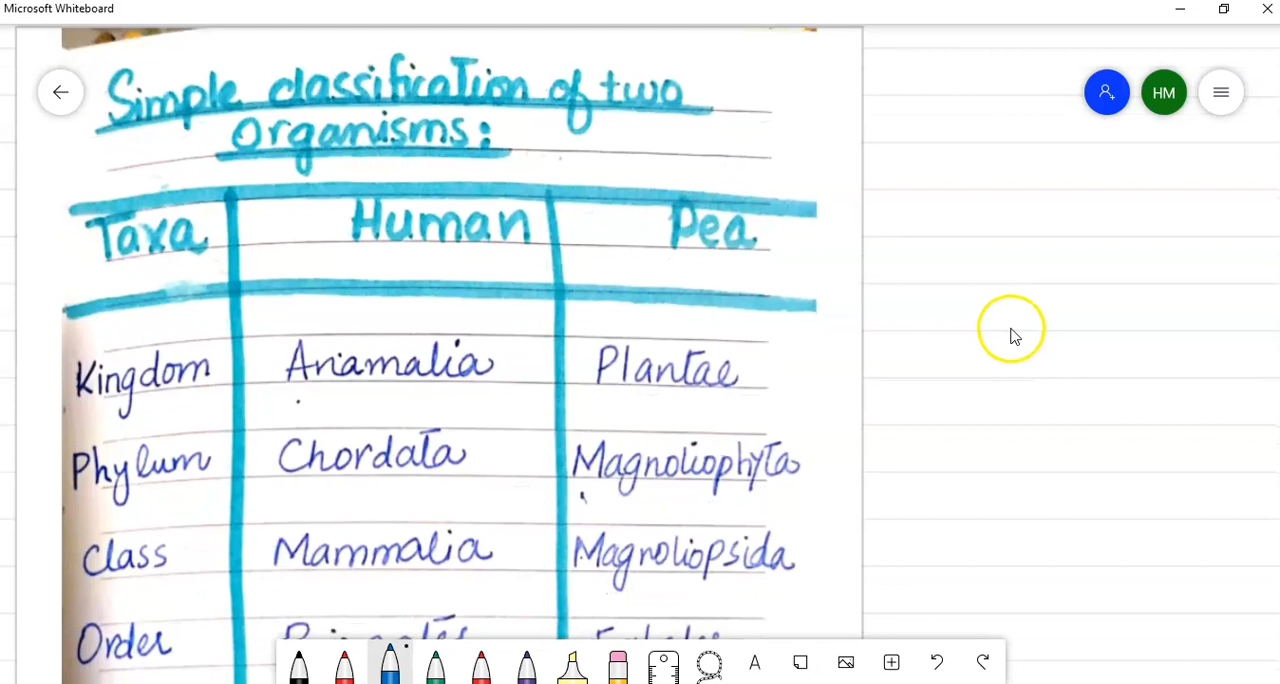 Microsoft Whiteboard
Simple classification of two
Organisms:
HM
Taxa Human Pea
Kingdom Anamalia Plantae
Phylum Chordata Magnoliophyta
Class Mammalia Magnoliopsida
Order
A